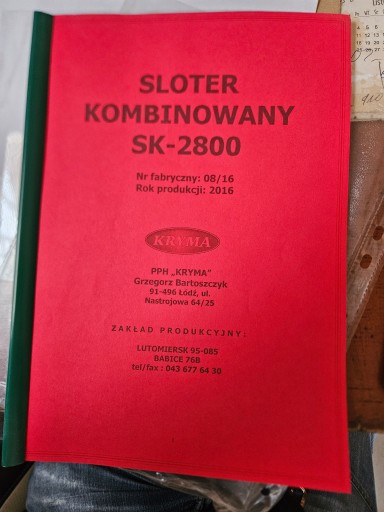 SLOTER
KOMBINOWANY
SK-2800
Nr fabryczny: 08/16
Rok produkcji: 2016
KRYMA
PPH „KRYMA”
Grzegorz Bartoszczyk
91-496 Łódź, ul.
Nastrojowa 64/25
ZAKŁAD PRODUKCYJNY:
LUTOMIERSK 95-085
BABICE 76B
tel/fax : 043 677 64 30